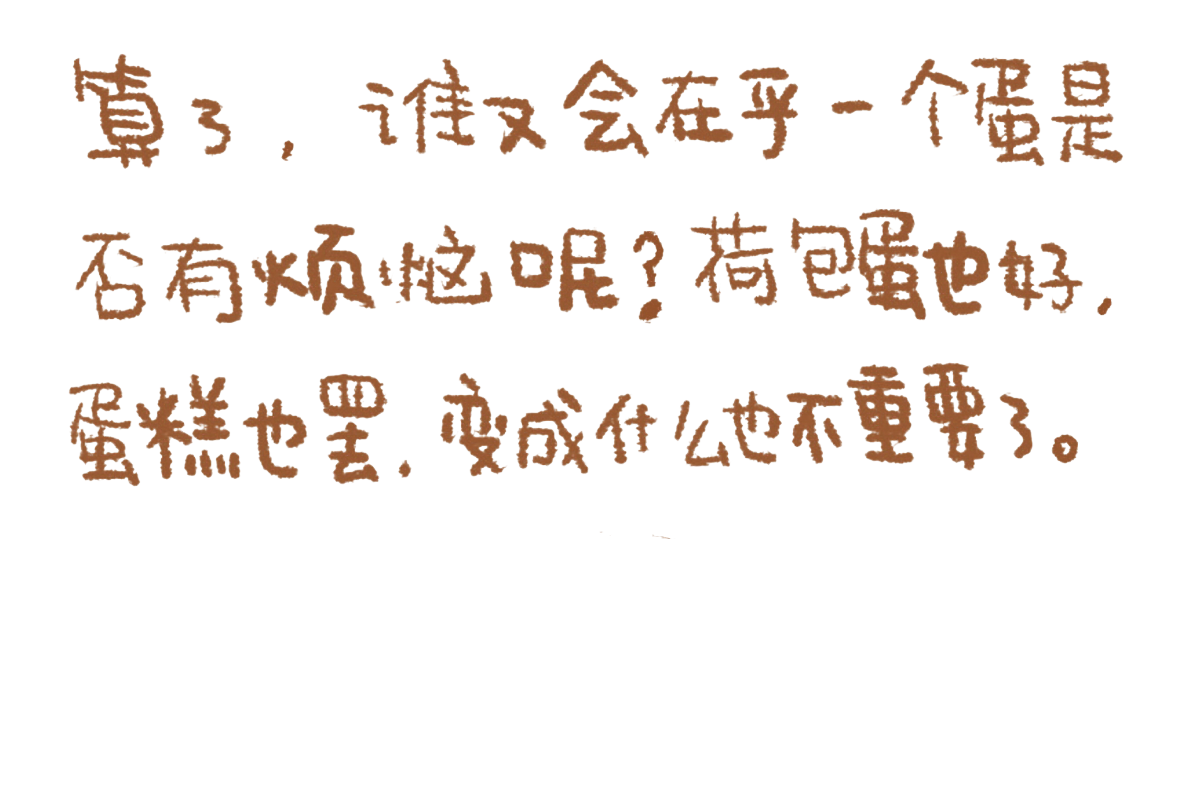 真了，谁又会在乎一个蛋是
否有烦恼呢？荷包蛋也好，
蛋糕也罢，变成什么也不重要了。